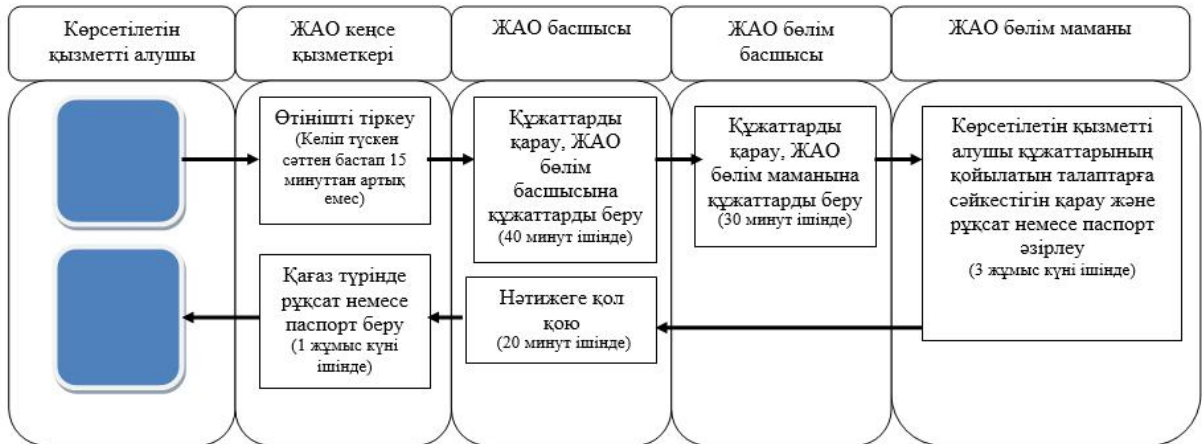 Көрсетілетін
қызметті алушы
ЖАО кеңсе
қызметкері
ЖАО басшысы
ЖАО бөлім
басшысы
ЖАО бөлім маманы
Өтінішті тіркеу
(Келіп түскен
сәттен бастап 15
минуттан артық
емес)
Құжаттарды
қарау, ЖАО
бөлім
басшысына
құжаттарды беру
(40 минут ішінде)
Құжаттарды
қарау, ЖАО
бөлім маманына
құжаттарды беру
(30 минут ішінде)
Көрсетілетін қызметті
алушы құжаттарының
қойылатын талаптарға
сәйкестігін қарау және
рұқсат немесе паспорт
әзірлеу
(3 жұмыс күні ішінде)
Қағаз түрінде
рұқсат немесе
паспорт беру
(1 жұмыс күні
ішінде)
Нәтижеге қол
қою
(20 минут ішінде)